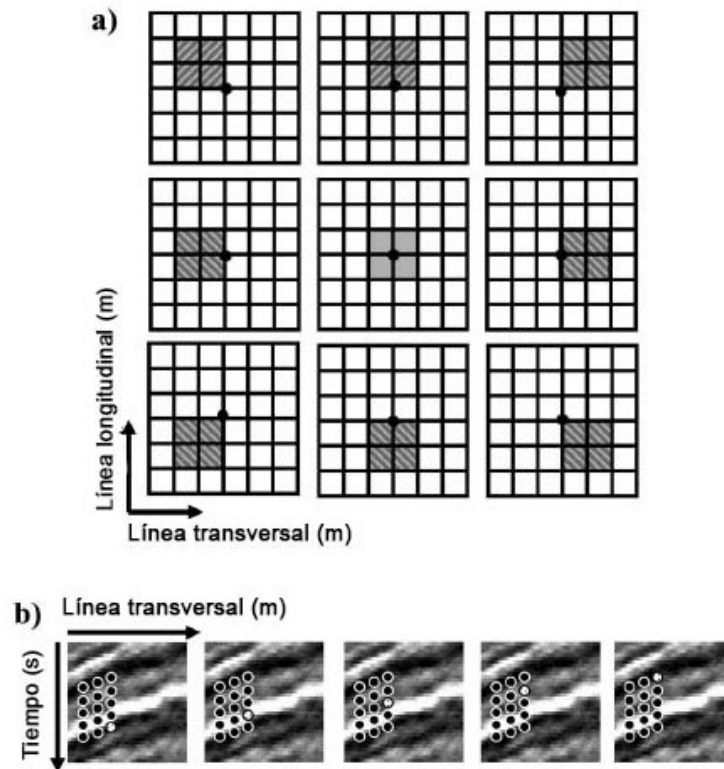 a)
Línea longitudinal (m)
Línea transversal (m)
b)
Línea transversal (m)
Tiempo (s)